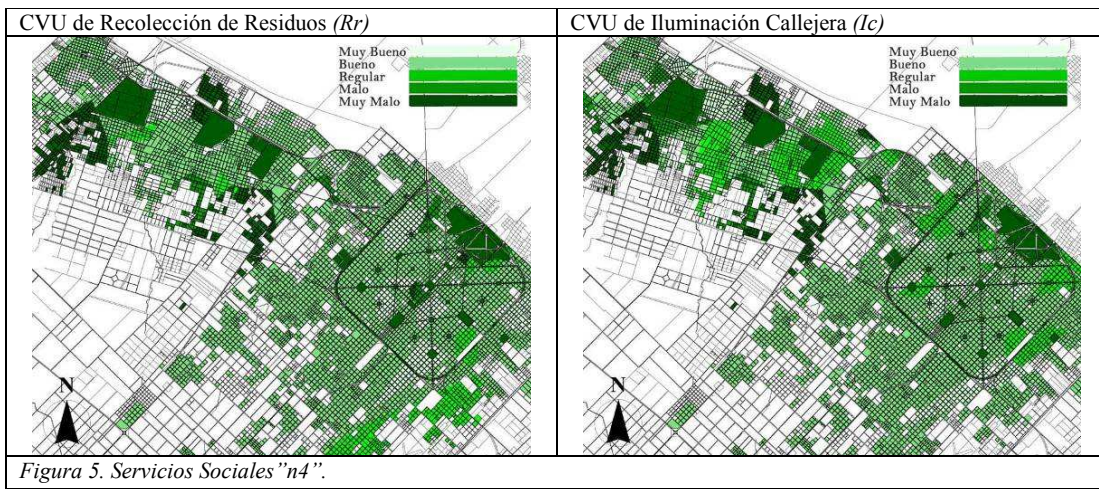 CVU de Recolección de Residuos (Rr)
CVU de Iluminación Callejera (Ic)
Muy Bueno
Bueno
Regular
Malo
Muy Malo
N
Muy Bueno
Bueno
Regular
Malo
Muy Malo
N
Figura 5. Servicios Sociales”n4”.